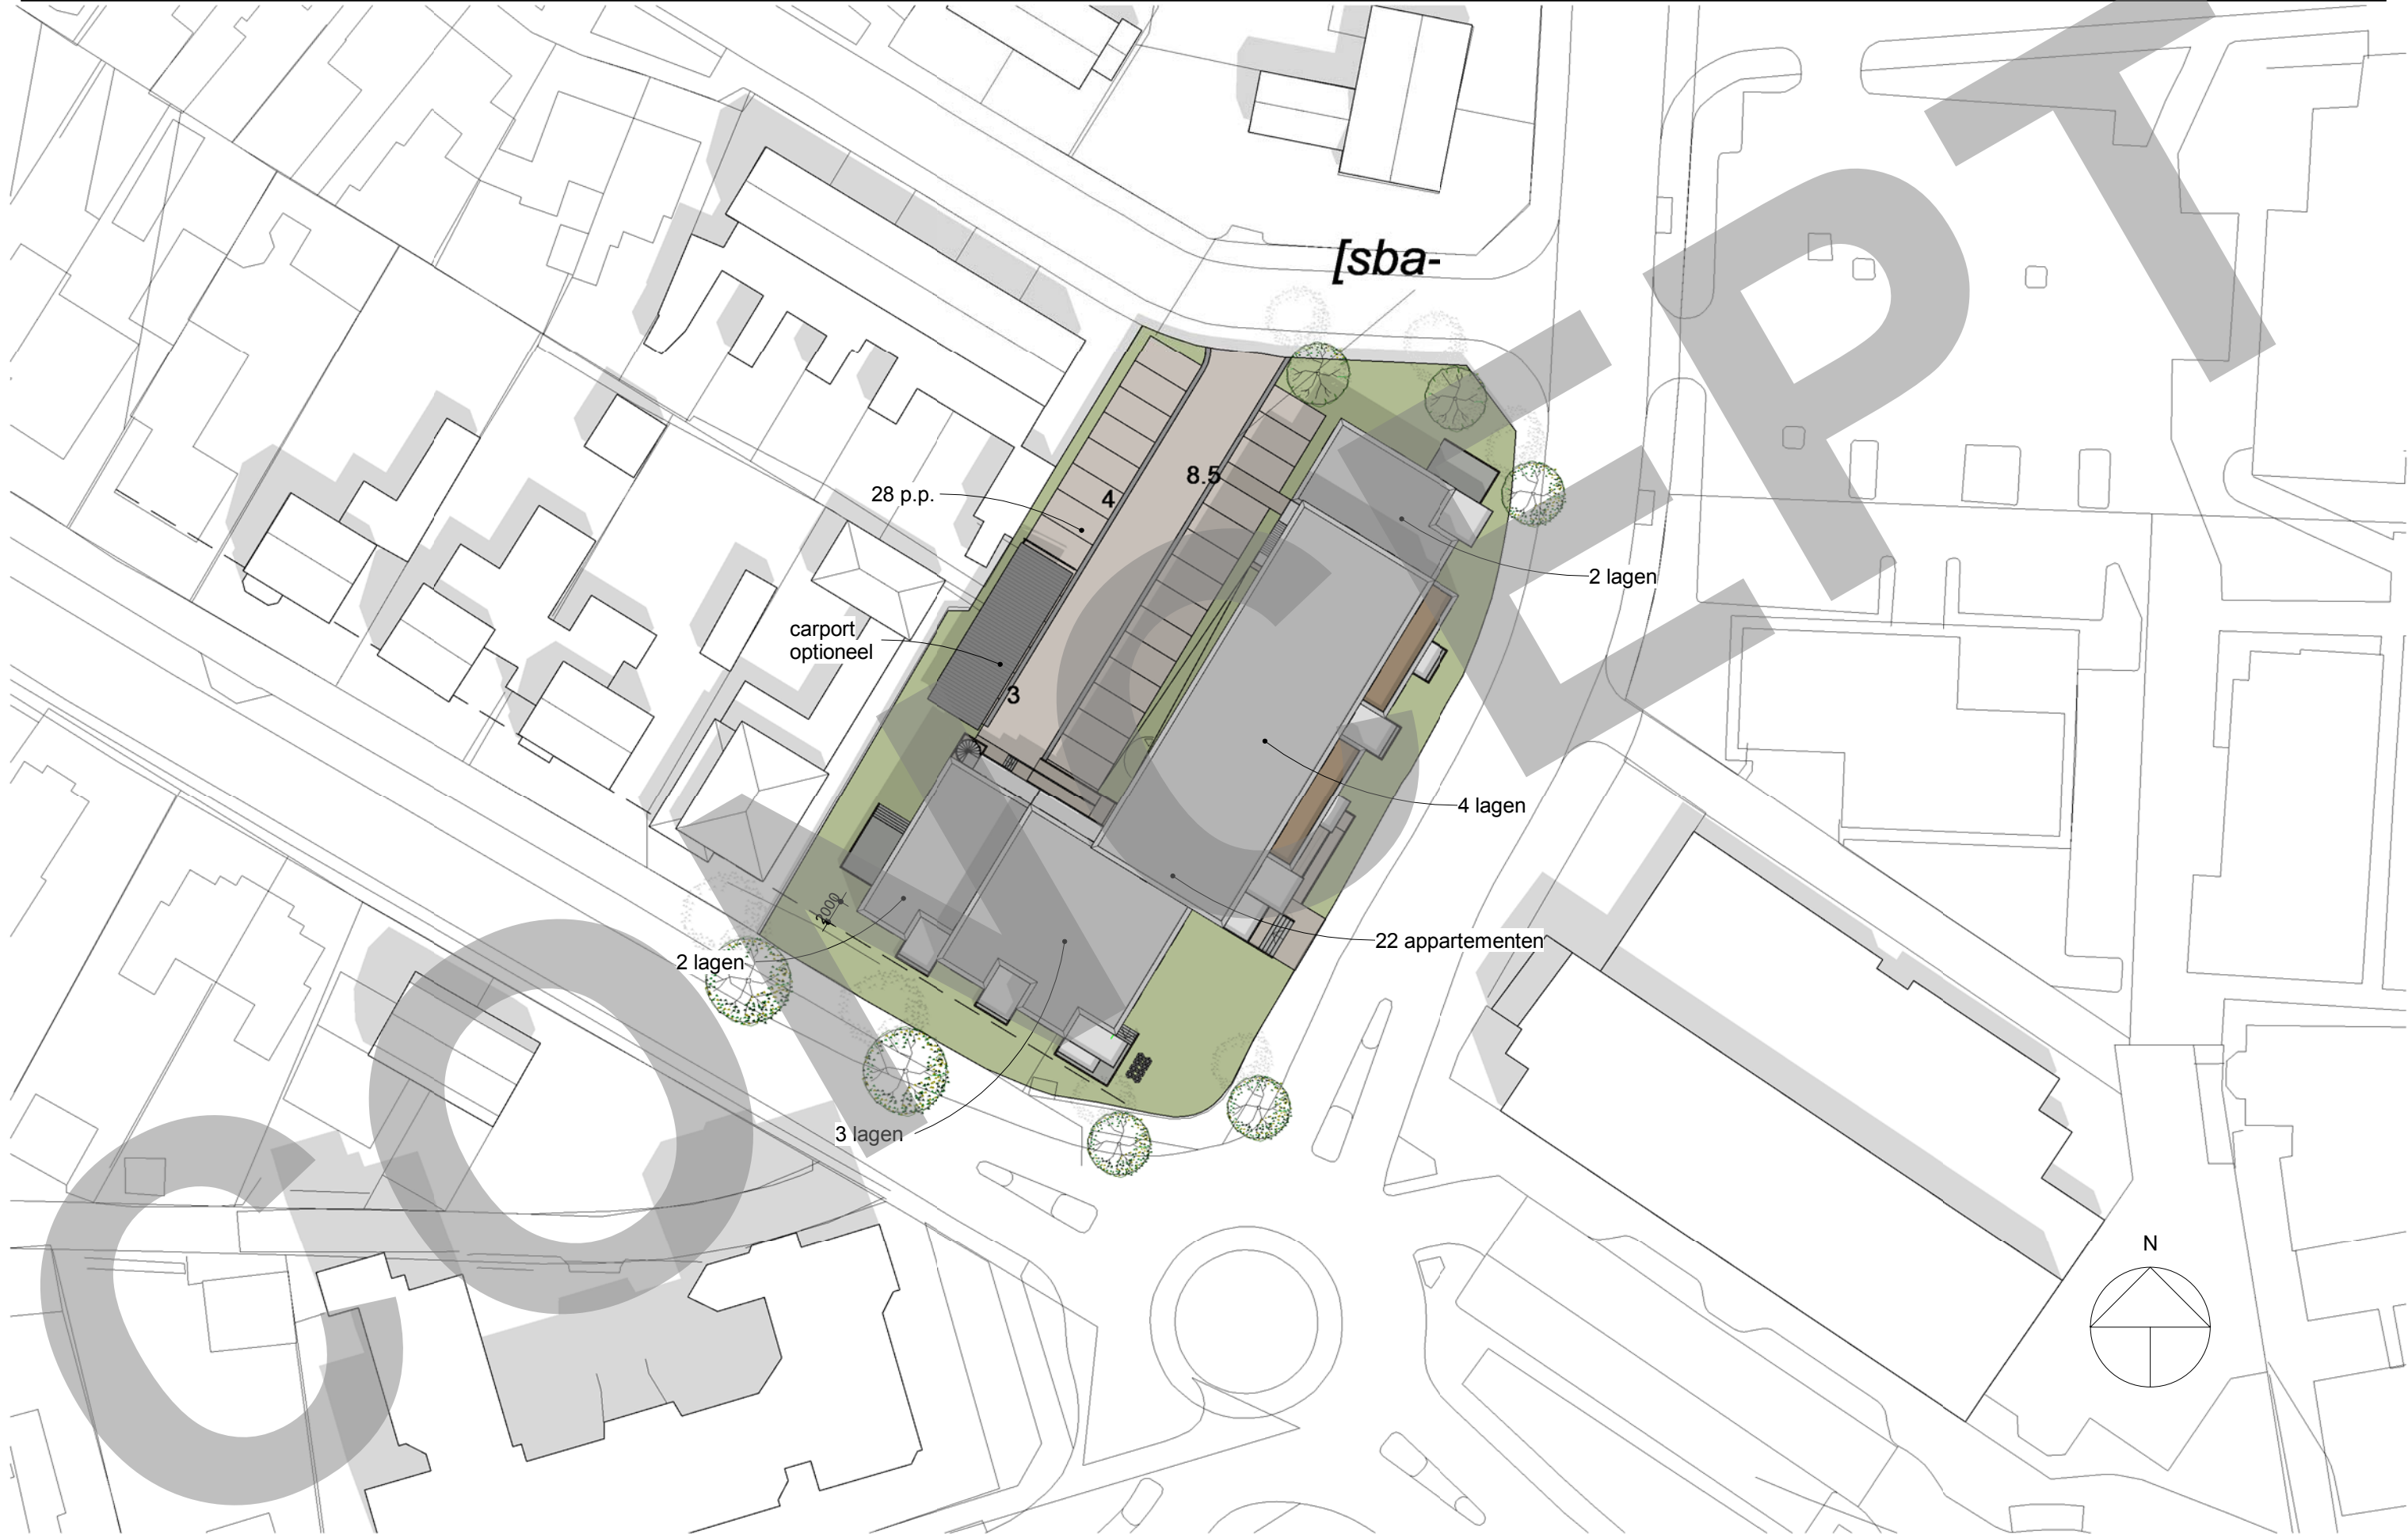 [sba-
8.5
28 p.p.
4
2 lagen
carport
optioneel
3
4 lagen
2000
22 appartementen
2 lagen
3 lagen
N
CONCEPT